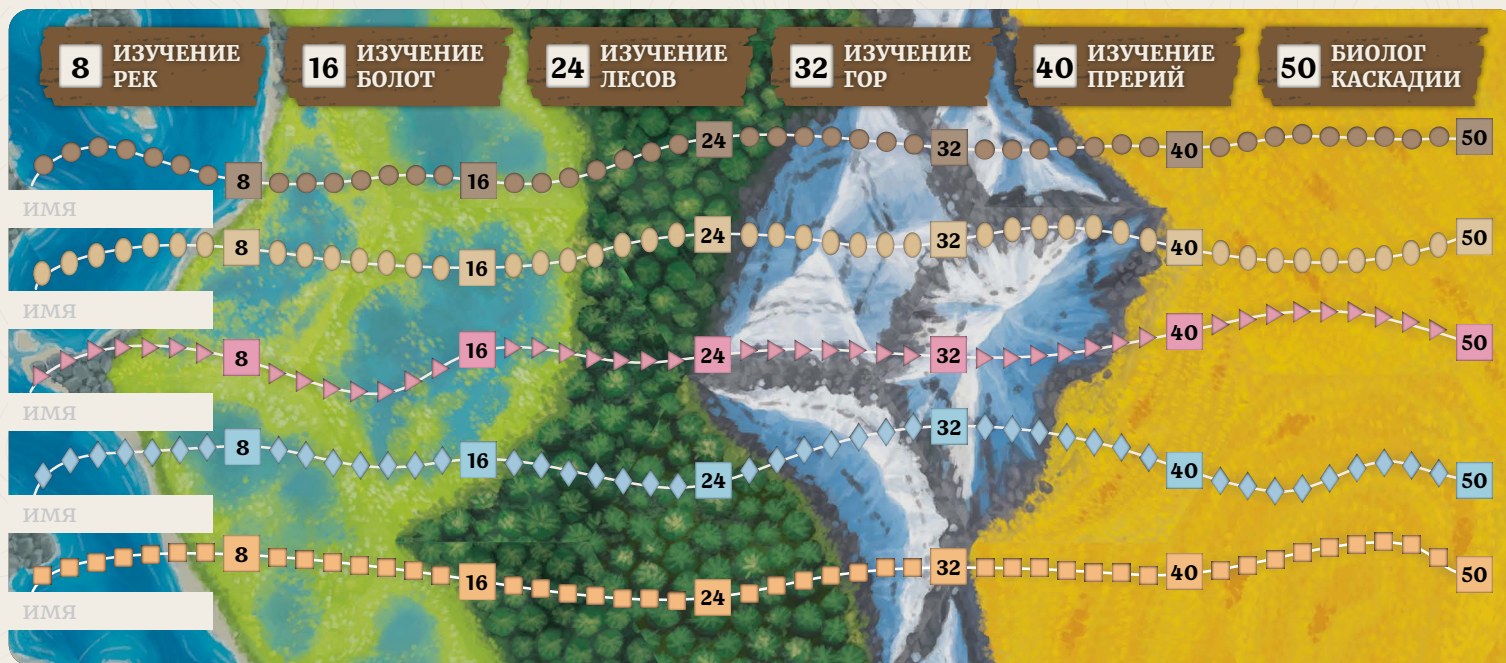 8 ИЗУЧЕНИЕ РЕК
16 ИЗУЧЕНИЕ БОЛОТ
24 ИЗУЧЕНИЕ ЛЕСОВ
32 ИЗУЧЕНИЕ ГОР
40 ИЗУЧЕНИЕ ПРЕРИЙ
50 БИОЛОГ КАСКАДИИ
8 16 24 32 40 50
ИМЯ
8 16 24 32 40 50
ИМЯ
8 16 24 32 40 50
ИМЯ
8 16 24 32 40 50
ИМЯ
8 16 24 32 40 50
ИМЯ